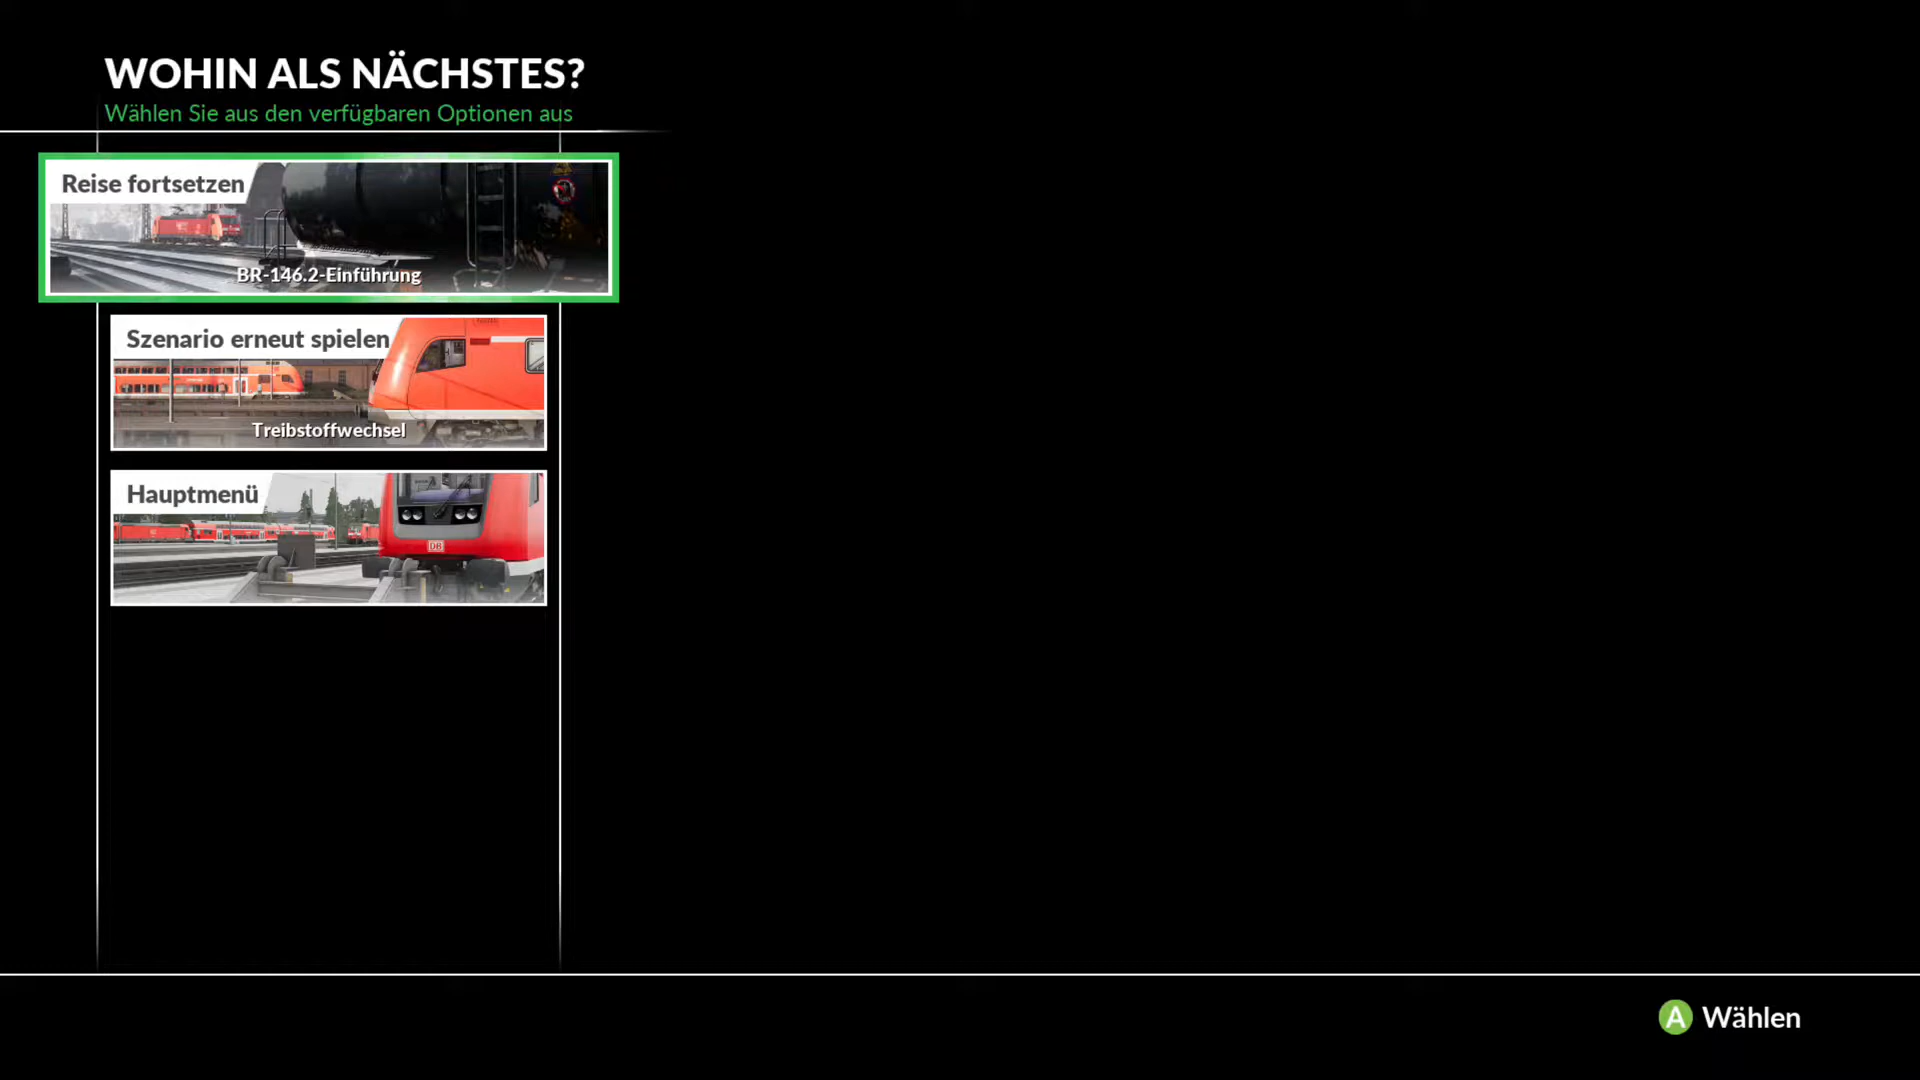 WOHIN ALS NÄCHSTES?
Wählen Sie aus den verfügbaren Optionen aus
Reise fortsetzen
BR-146.2-Einführung
Szenario erneut spielen
Treibstoffwechsel
Hauptmenü
DB
A Wählen